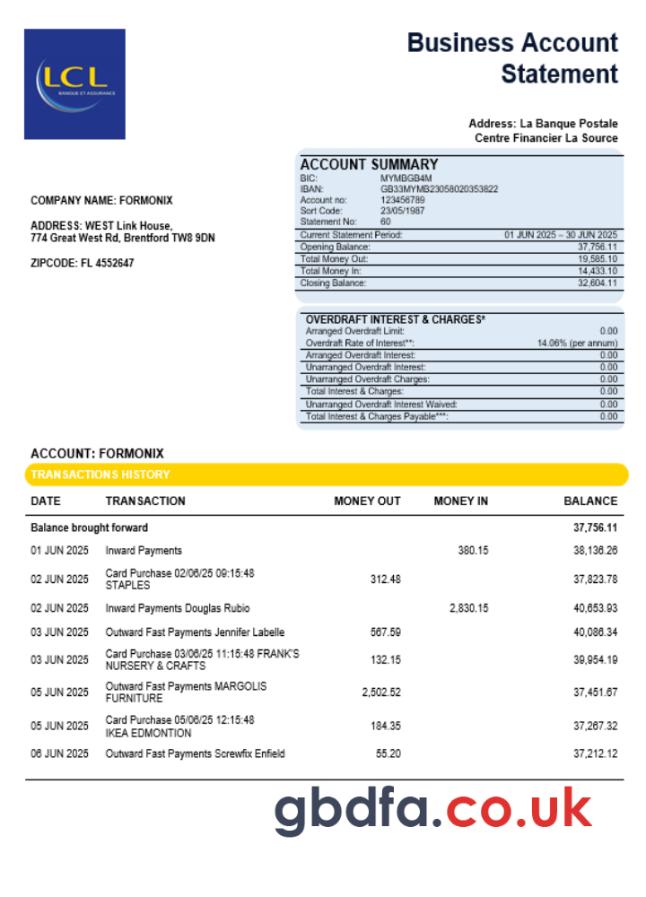 LCL
BANQUE ET ASSURANCE
Business Account
Statement
Address: La Banque Postale
Centre Financier La Source
COMPANY NAME: FORMONIX
ADDRESS: WEST Link House,
774 Great West Rd, Brentford TW8 9DN
ZIPCODE: FL 4552647
ACCOUNT SUMMARY
BIC: MYMBGB4M
IBAN: GB33MYMB23058020353822
Account no: 123456789
Sort Code: 23/05/1987
Statement No: 60
Current Statement Period: 01 JUN 2025 – 30 JUN 2025
Opening Balance: 37,756.11
Total Money Out: 19,585.10
Total Money In: 14,433.10
Closing Balance: 32,604.11
OVERDRAFT INTEREST & CHARGES*
Arranged Overdraft Limit: 0.00
Overdraft Rate of Interest**: 14.06% (per annum)
Arranged Overdraft Interest: 0.00
Unarranged Overdraft Interest: 0.00
Unarranged Overdraft Charges: 0.00
Total Interest & Charges: 0.00
Unarranged Overdraft Interest Waived: 0.00
Total Interest & Charges Payable***: 0.00
ACCOUNT: FORMONIX
TRANSACTIONS HISTORY
DATE TRANSACTION MONEY OUT MONEY IN BALANCE
Balance brought forward 37,756.11
01 JUN 2025 Inward Payments 380.15 38,136.26
02 JUN 2025 Card Purchase 02/06/25 09:15:48 312.48 37,823.78
STAPLES
02 JUN 2025 Inward Payments Douglas Rubio 2,830.15 40,653.93
03 JUN 2025 Outward Fast Payments Jennifer Labelle 567.59 40,086.34
03 JUN 2025 Card Purchase 03/06/25 11:15:48 FRANK'S 132.15 39,954.19
NURSERY & CRAFTS
05 JUN 2025 Outward Fast Payments MARGOLIS 2,502.52 37,451.67
FURNITURE
05 JUN 2025 Card Purchase 05/06/25 12:15:48 184.35 37,267.32
IKEA EDMONTION
06 JUN 2025 Outward Fast Payments Screwfix Enfield 55.20 37,212.12
gbdfa.co.uk